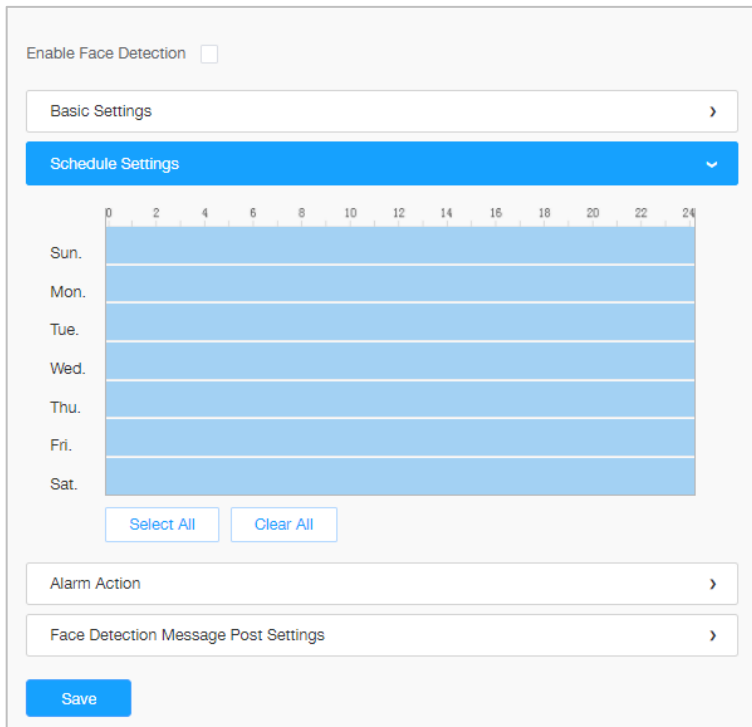 Enable Face Detection
Basic Settings
Schedule Settings
0 2 4 6 8 10 12 14 16 18 20 22 24
Sun.
Mon.
Tue.
Wed.
Thu.
Fri.
Sat.
Select All Clear All
Alarm Action
Face Detection Message Post Settings
Save